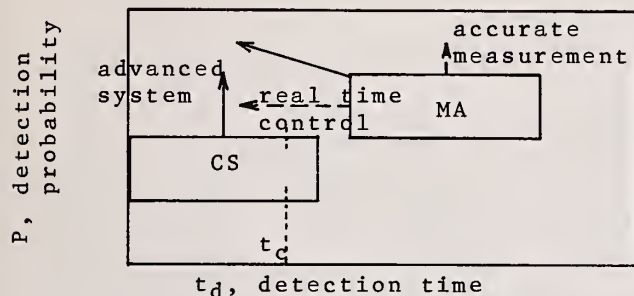 P, detection
probability
accurate
measurement
advanced
system
real time
control
MA
CS
t_c
t_d, detection time